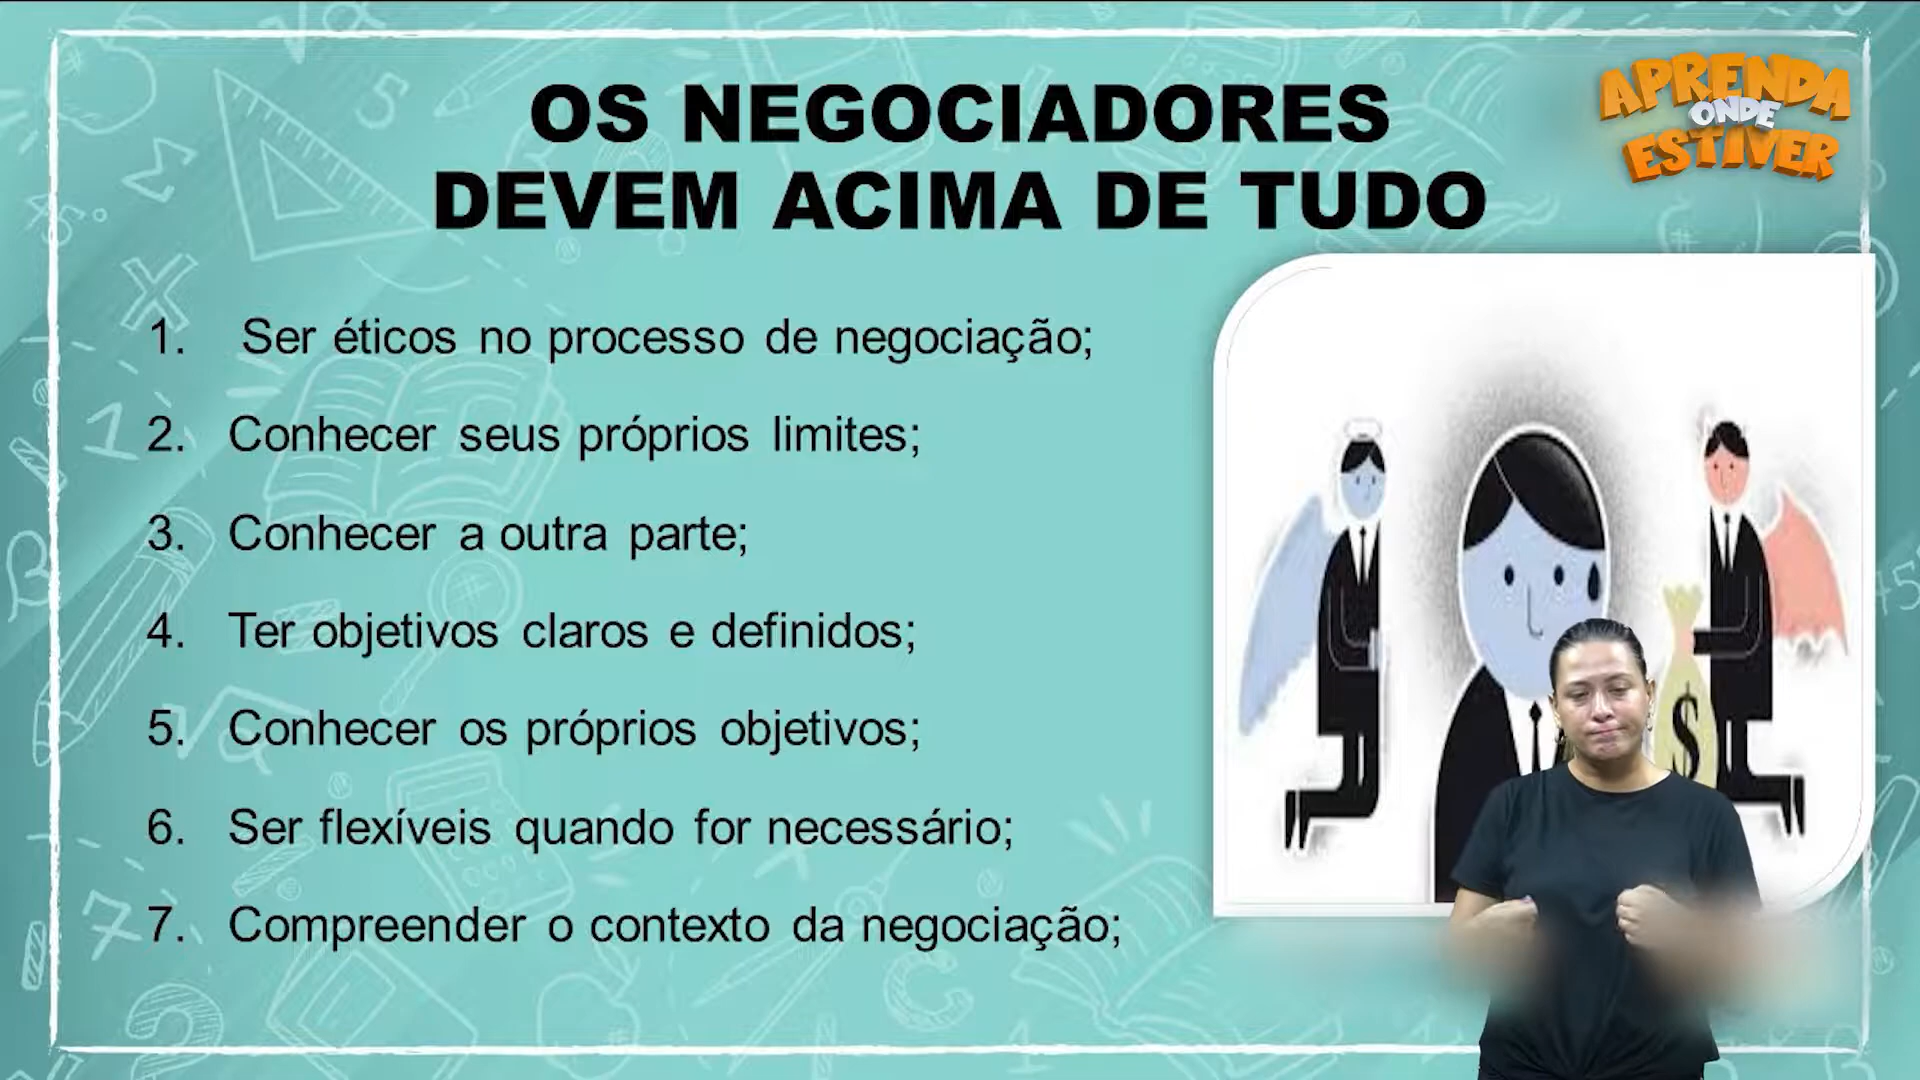 OS NEGOCIADORES
DEVEM ACIMA DE TUDO
APRENDA
ONDE
ESTIVER
1. Ser éticos no processo de negociação;
2. Conhecer seus próprios limites;
3. Conhecer a outra parte;
4. Ter objetivos claros e definidos;
5. Conhecer os próprios objetivos;
6. Ser flexíveis quando for necessário;
7. Compreender o contexto da negociação;
$